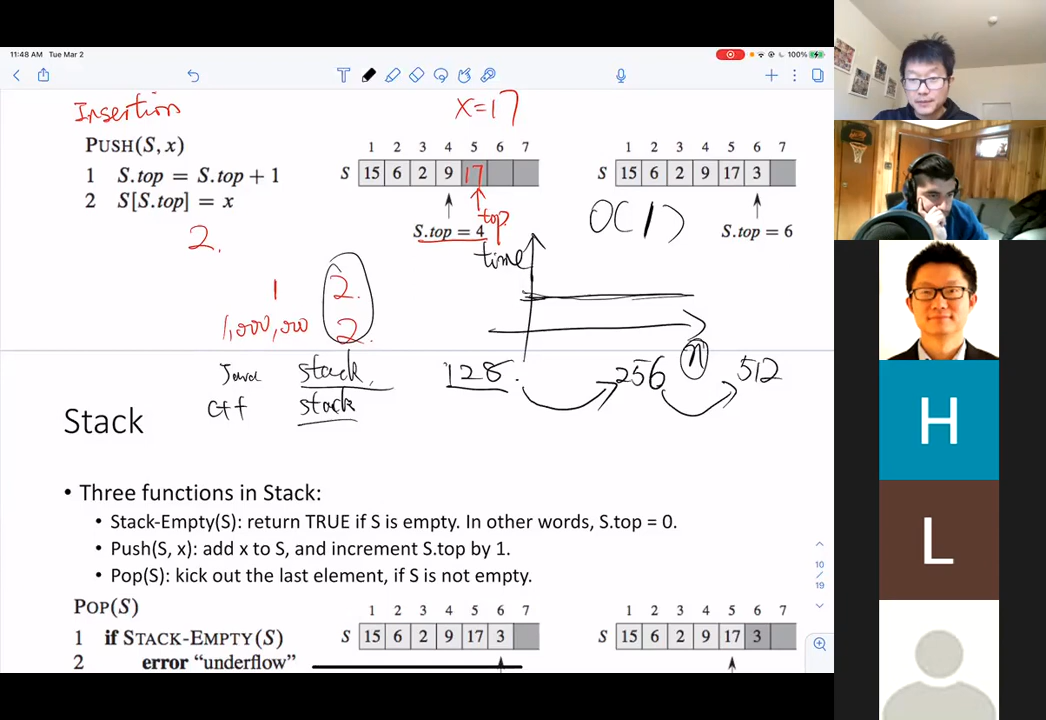 11:48 AM Tue Mar 2
100%
Insertion
x=17
PUSH(S, x)
1 2 3 4 5 6 7
1 2 3 4 5 6 7
1 S.top = S.top + 1
S 15 6 2 9 17
S 15 6 2 9 17 3
2 S[S.top] = x
top
O(1)
2.
S.top = 4
S.top = 6
time
1 2.
1,000,000 2.
n
Java stack
128. 256 512
C++ stack
Stack
• Three functions in Stack:
• Stack-Empty(S): return TRUE if S is empty. In other words, S.top = 0.
• Push(S, x): add x to S, and increment S.top by 1.
• Pop(S): kick out the last element, if S is not empty.
10
/
19
POP(S)
1 2 3 4 5 6 7
1 2 3 4 5 6 7
1 if STACK-EMPTY(S)
S 15 6 2 9 17 3
S 15 6 2 9 17 3
2 error “underflow”
H
L